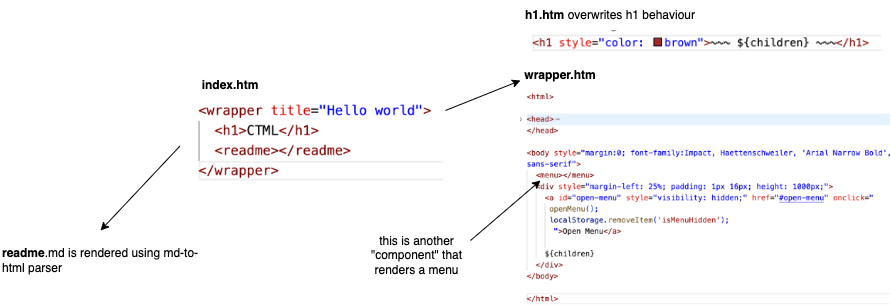 h1.htm overwrites h1 behaviour
<h1 style="color: brown">~~~ ${children} ~~~</h1>
index.htm
<wrapper title="Hello world">
<h1>CTML</h1>
<readme></readme>
</wrapper>
wrapper.htm
<html>
<head>⋯
</head>
<body style="margin:0; font-family:Impact, Haettenschweiler, 'Arial Narrow Bold',
sans-serif">
<menu></menu>
<div style="margin-left: 25%; padding: 1px 16px; height: 1000px;">
<a id="open-menu" style="visibility: hidden;" href="#open-menu" onclick="
openMenu();
localStorage.removeItem('isMenuHidden');
">Open Menu</a>
${children}
</div>
</body>
</html>
readme.md is rendered using md-to-
html parser
this is another
"component" that
renders a menu